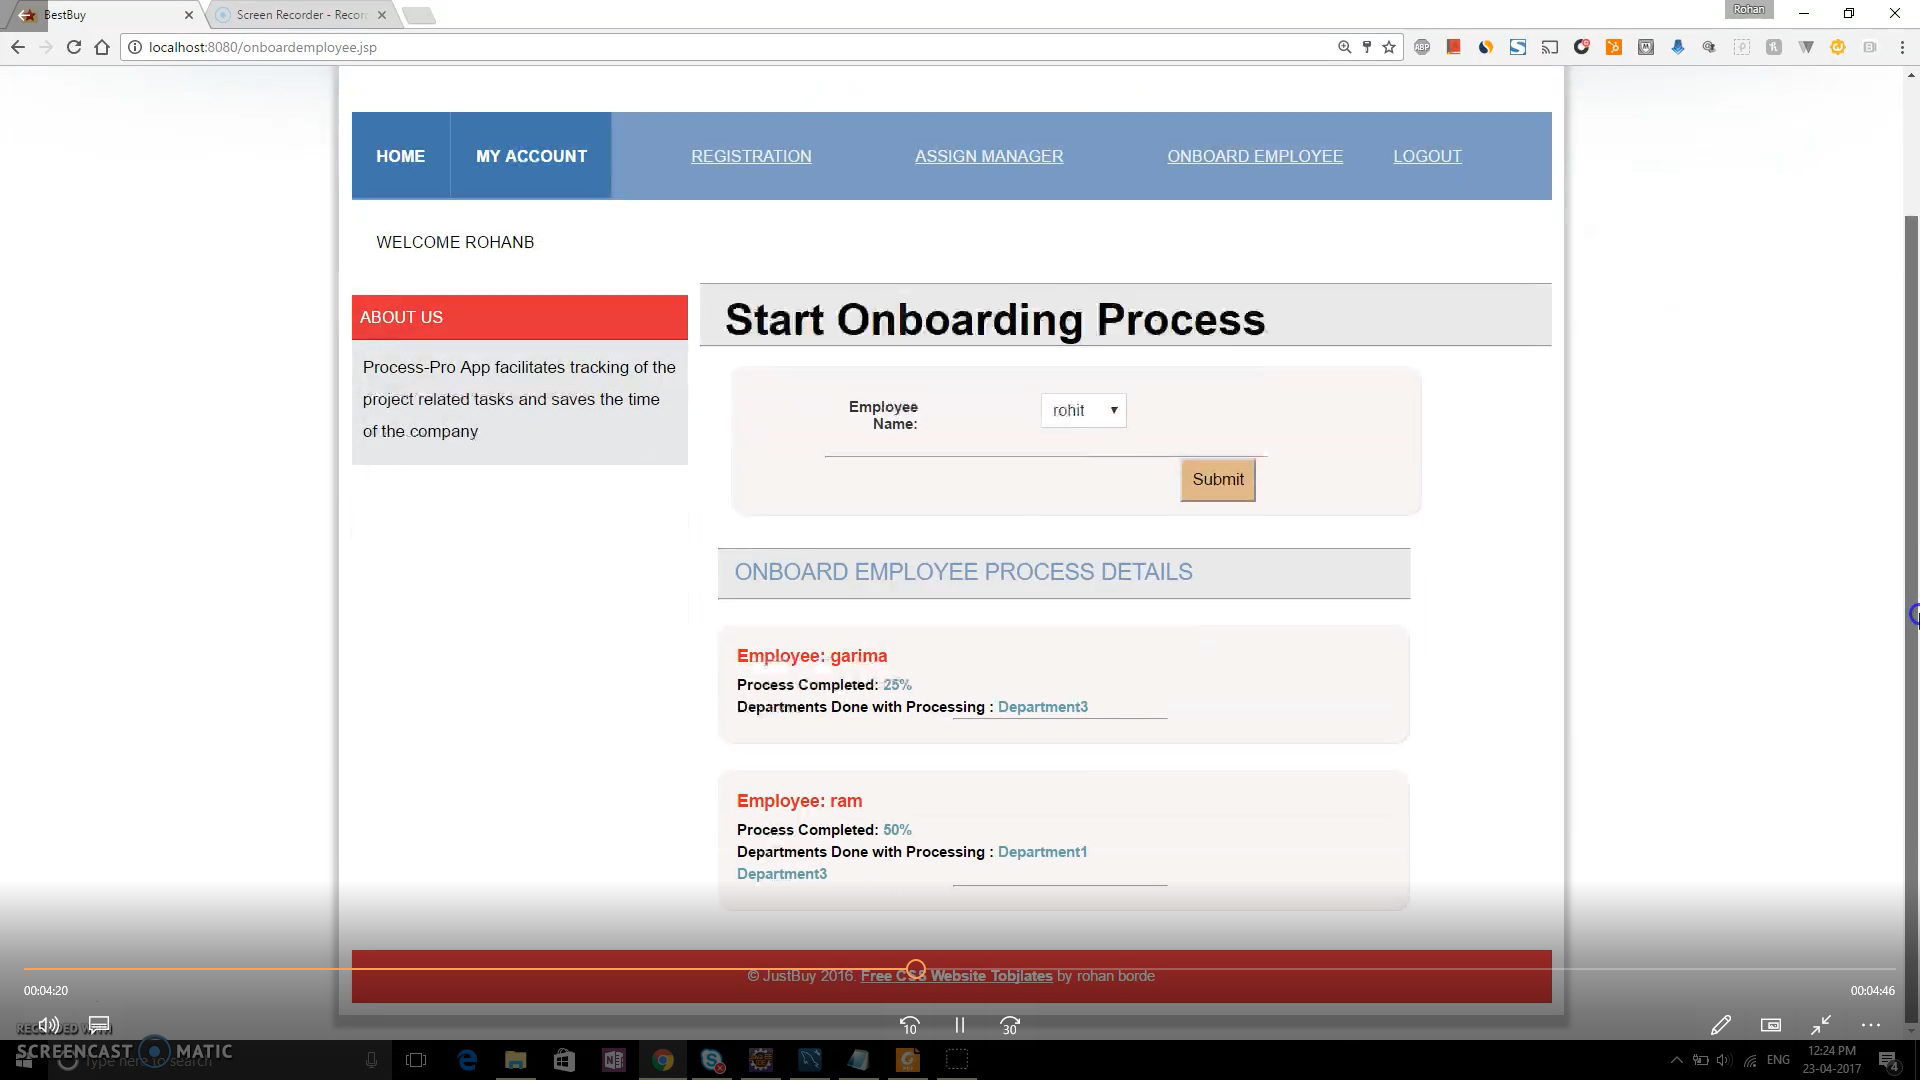 BestBuy
Screen Recorder - Recor
Rohan
localhost:8080/onboardemployee.jsp
ABP
HOME
MY ACCOUNT
REGISTRATION
ASSIGN MANAGER
ONBOARD EMPLOYEE
LOGOUT
WELCOME ROHANB
ABOUT US
Process-Pro App facilitates tracking of the
project related tasks and saves the time
of the company
Start Onboarding Process
Employee
Name:
rohit
Submit
ONBOARD EMPLOYEE PROCESS DETAILS
Employee: garima
Process Completed: 25%
Departments Done with Processing : Department3
Employee: ram
Process Completed: 50%
Departments Done with Processing : Department1
Department3
© JustBuy 2016. Free CSS Website Tobjlates by rohan borde
00:04:20
00:04:46
10
30
RECORDED WITH
SCREENCAST MATIC
Type here to search
ENG
12:24 PM
23-04-2017
4